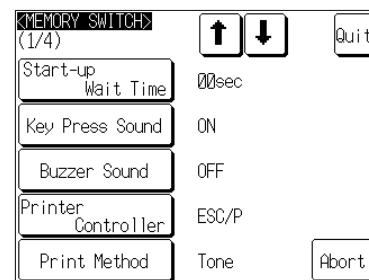 <MEMORY SWITCH>
(1/4)
Quit
Start-up
Wait Time
00sec
Key Press Sound
ON
Buzzer Sound
OFF
Printer
Controller
ESC/P
Print Method
Tone
Abort